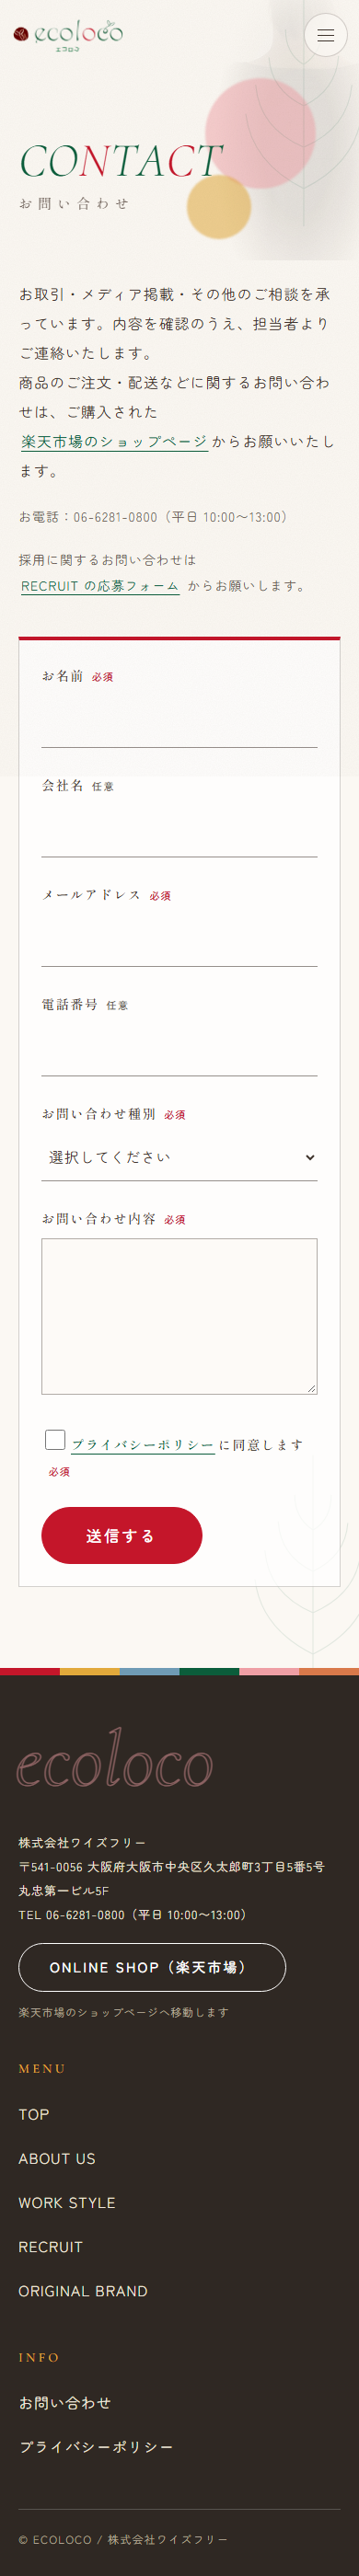 ecoloco
エコロコ
CONTACT
お問い合わせ
お取引・メディア掲載・その他のご相談を承
っています。内容を確認のうえ、担当者より
ご連絡いたします。
商品のご注文・配送などに関するお問い合わ
せは、ご購入された
楽天市場のショップページ からお願いいたし
ます。
お電話：06-6281-0800（平日 10:00〜13:00）
採用に関するお問い合わせは
RECRUIT の応募フォーム からお願いします。
お名前 必須
会社名 任意
メールアドレス 必須
電話番号 任意
お問い合わせ種別 必須
選択してください
お問い合わせ内容 必須
プライバシーポリシー に同意します
必須
送信する
ecoloco
株式会社ワイズフリー
〒541-0056 大阪府大阪市中央区久太郎町3丁目5番5号
丸忠第一ビル5F
TEL 06-6281-0800（平日 10:00〜13:00）
ONLINE SHOP（楽天市場）
楽天市場のショップページへ移動します
MENU
TOP
ABOUT US
WORK STYLE
RECRUIT
ORIGINAL BRAND
INFO
お問い合わせ
プライバシーポリシー
© ECOLOCO / 株式会社ワイズフリー